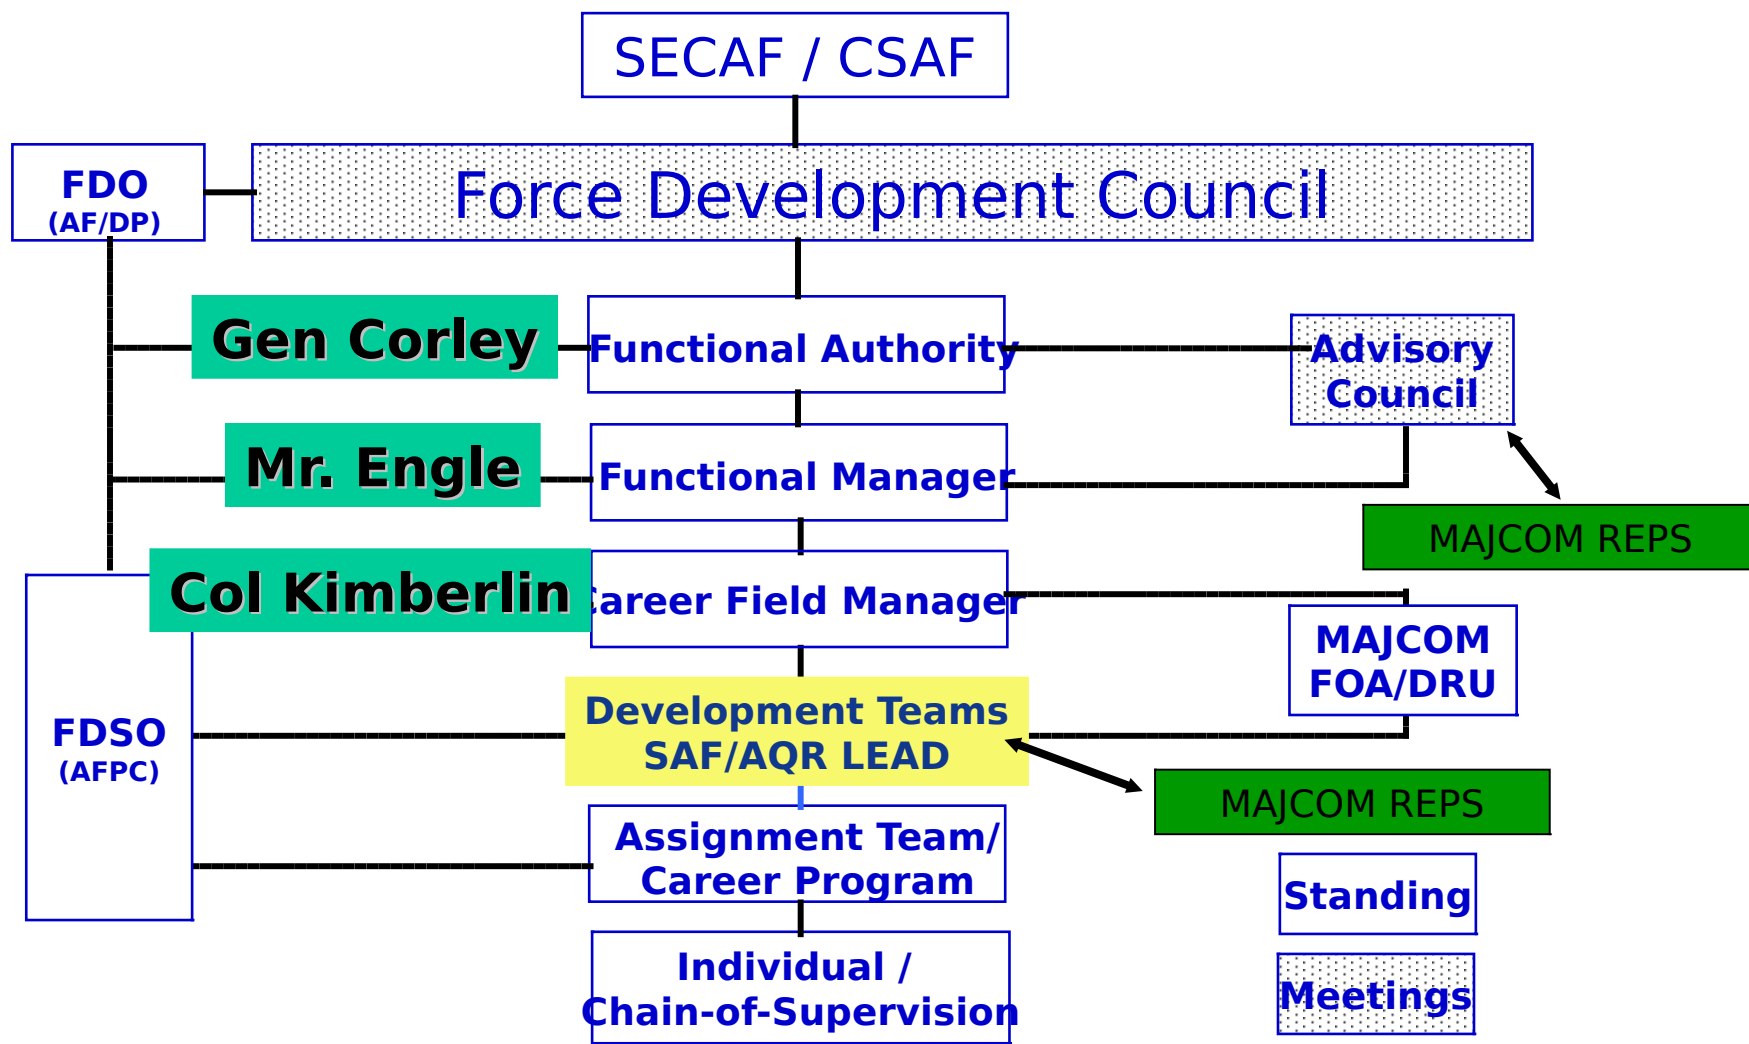 SECAF / CSAF
FDO
(AF/DP)
Force Development Council
Gen Corley
Functional Authority
Advisory
Council
Mr. Engle
Functional Manager
MAJCOM REPS
Col Kimberlin
Career Field Manager
MAJCOM
FOA/DRU
FDSO
(AFPC)
Development Teams
SAF/AQR LEAD
MAJCOM REPS
Assignment Team/
Career Program
Standing
Individual /
Chain-of-Supervision
Meetings